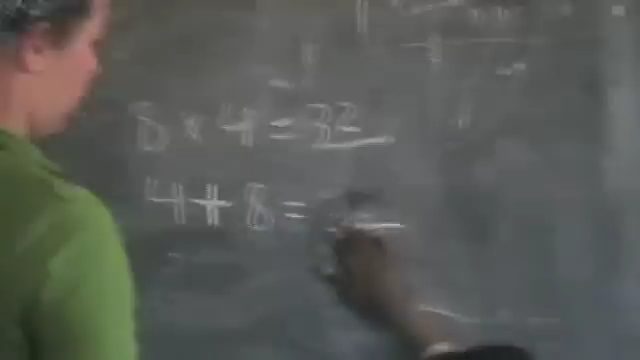 8 × 4 = 32
4 + 8 =